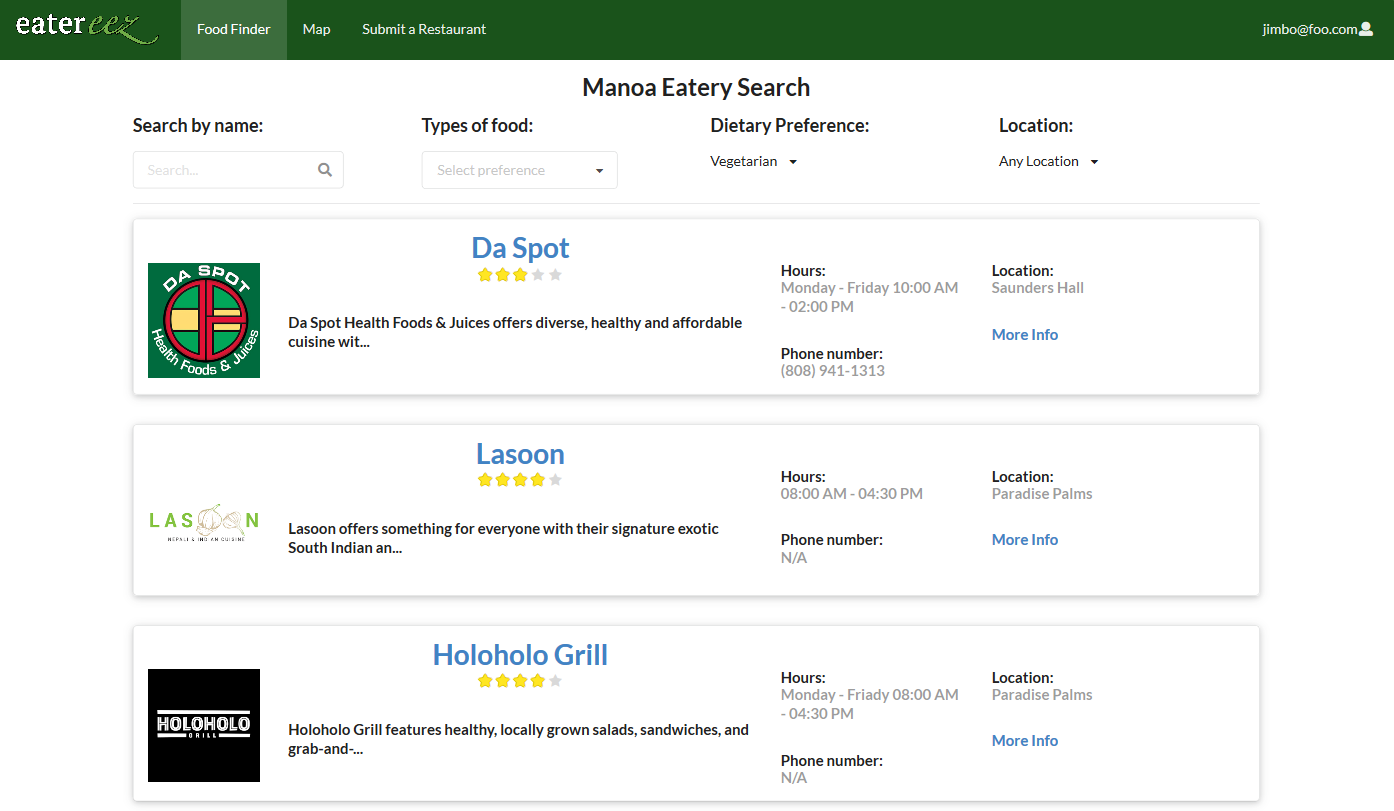 eatereez Food Finder Map Submit a Restaurant jimbo@foo.com
Manoa Eatery Search
Search by name: Types of food: Dietary Preference: Location:
Search... Select preference Vegetarian Any Location
DA SPOT
Health Foods & Juices
Da Spot
Da Spot Health Foods & Juices offers diverse, healthy and affordable
cuisine wit...
Hours:
Monday - Friday 10:00 AM
- 02:00 PM
Phone number:
(808) 941-1313
Location:
Saunders Hall
More Info
LASOON
NEPALI & INDIAN CUISINE
Lasoon
Lasoon offers something for everyone with their signature exotic
South Indian an...
Hours:
08:00 AM - 04:30 PM
Phone number:
N/A
Location:
Paradise Palms
More Info
HOLOHOLO
GRILL
Holoholo Grill
Holoholo Grill features healthy, locally grown salads, sandwiches, and
grab-and-...
Hours:
Monday - Friady 08:00 AM
- 04:30 PM
Phone number:
N/A
Location:
Paradise Palms
More Info